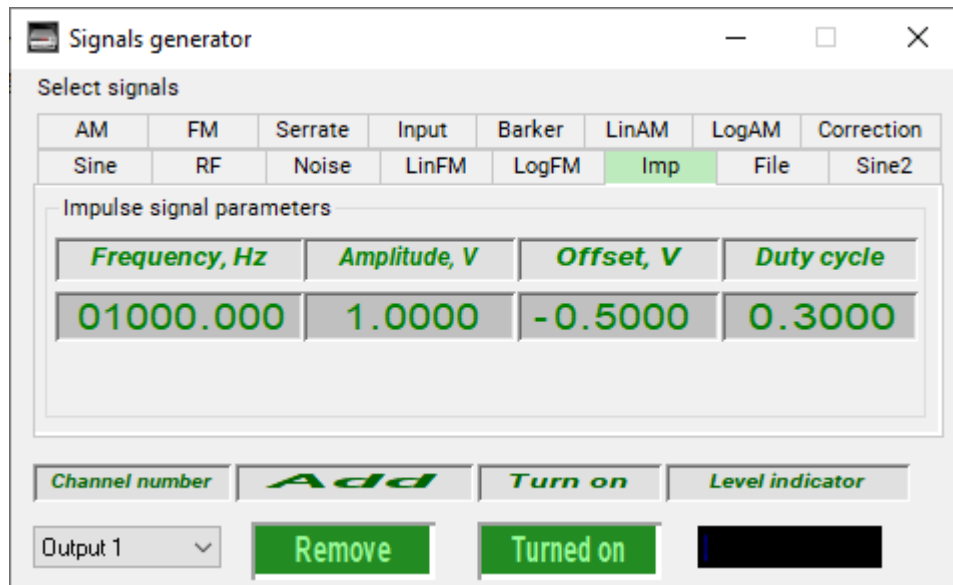 Signals generator
Select signals
AM FM Serrate Input Barker LinAM LogAM Correction
Sine RF Noise LinFM LogFM Imp File Sine2
Impulse signal parameters
Frequency, Hz Amplitude, V Offset, V Duty cycle
01000.000 1.0000 -0.5000 0.3000
Channel number Add Turn on Level indicator
Output 1 Remove Turned on